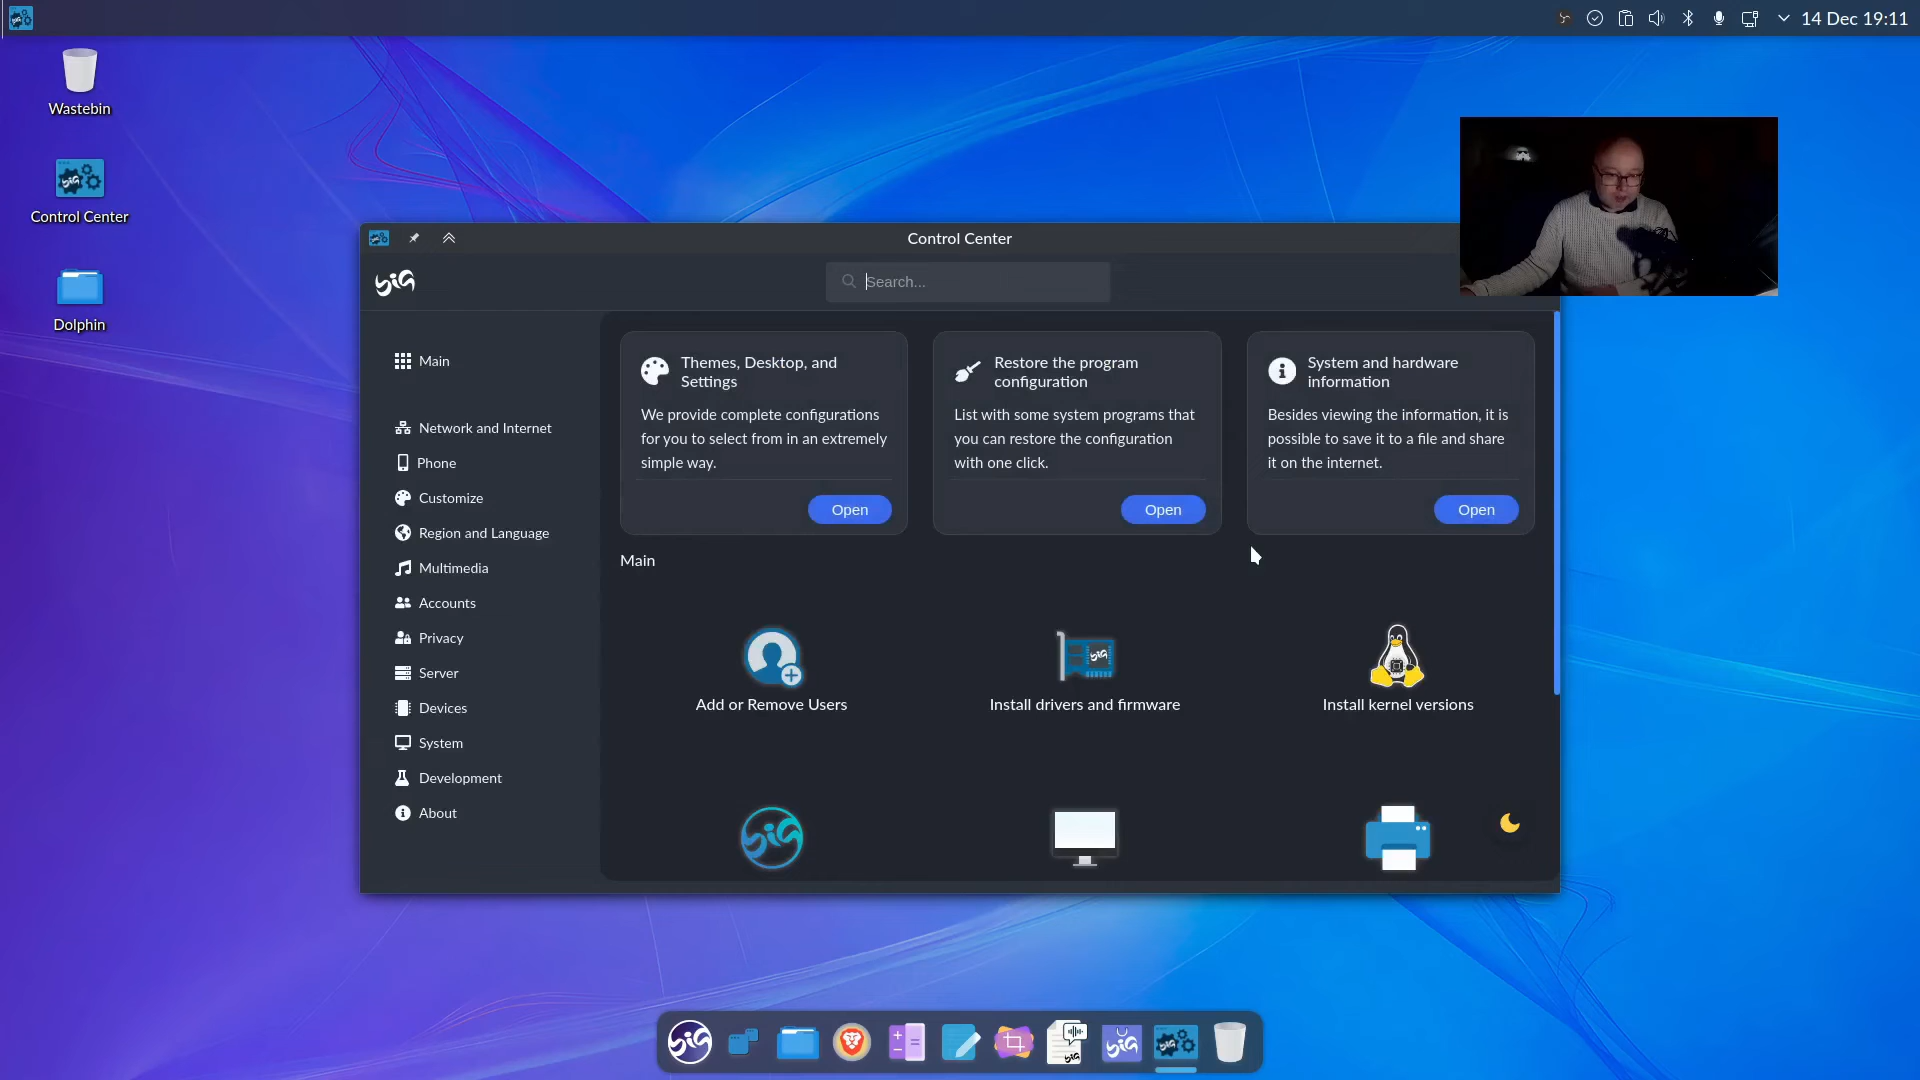 14 Dec 19:11
Wastebin
Control Center
Dolphin
Control Center
big
Search...
Main
Network and Internet
Phone
Customize
Region and Language
Multimedia
Accounts
Privacy
Server
Devices
System
Development
About
Themes, Desktop, and
Settings
We provide complete configurations
for you to select from in an extremely
simple way.
Open
Restore the program
configuration
List with some system programs that
you can restore the configuration
with one click.
Open
System and hardware
information
Besides viewing the information, it is
possible to save it to a file and share
it on the internet.
Open
Main
Add or Remove Users
Install drivers and firmware
Install kernel versions
big
big
big